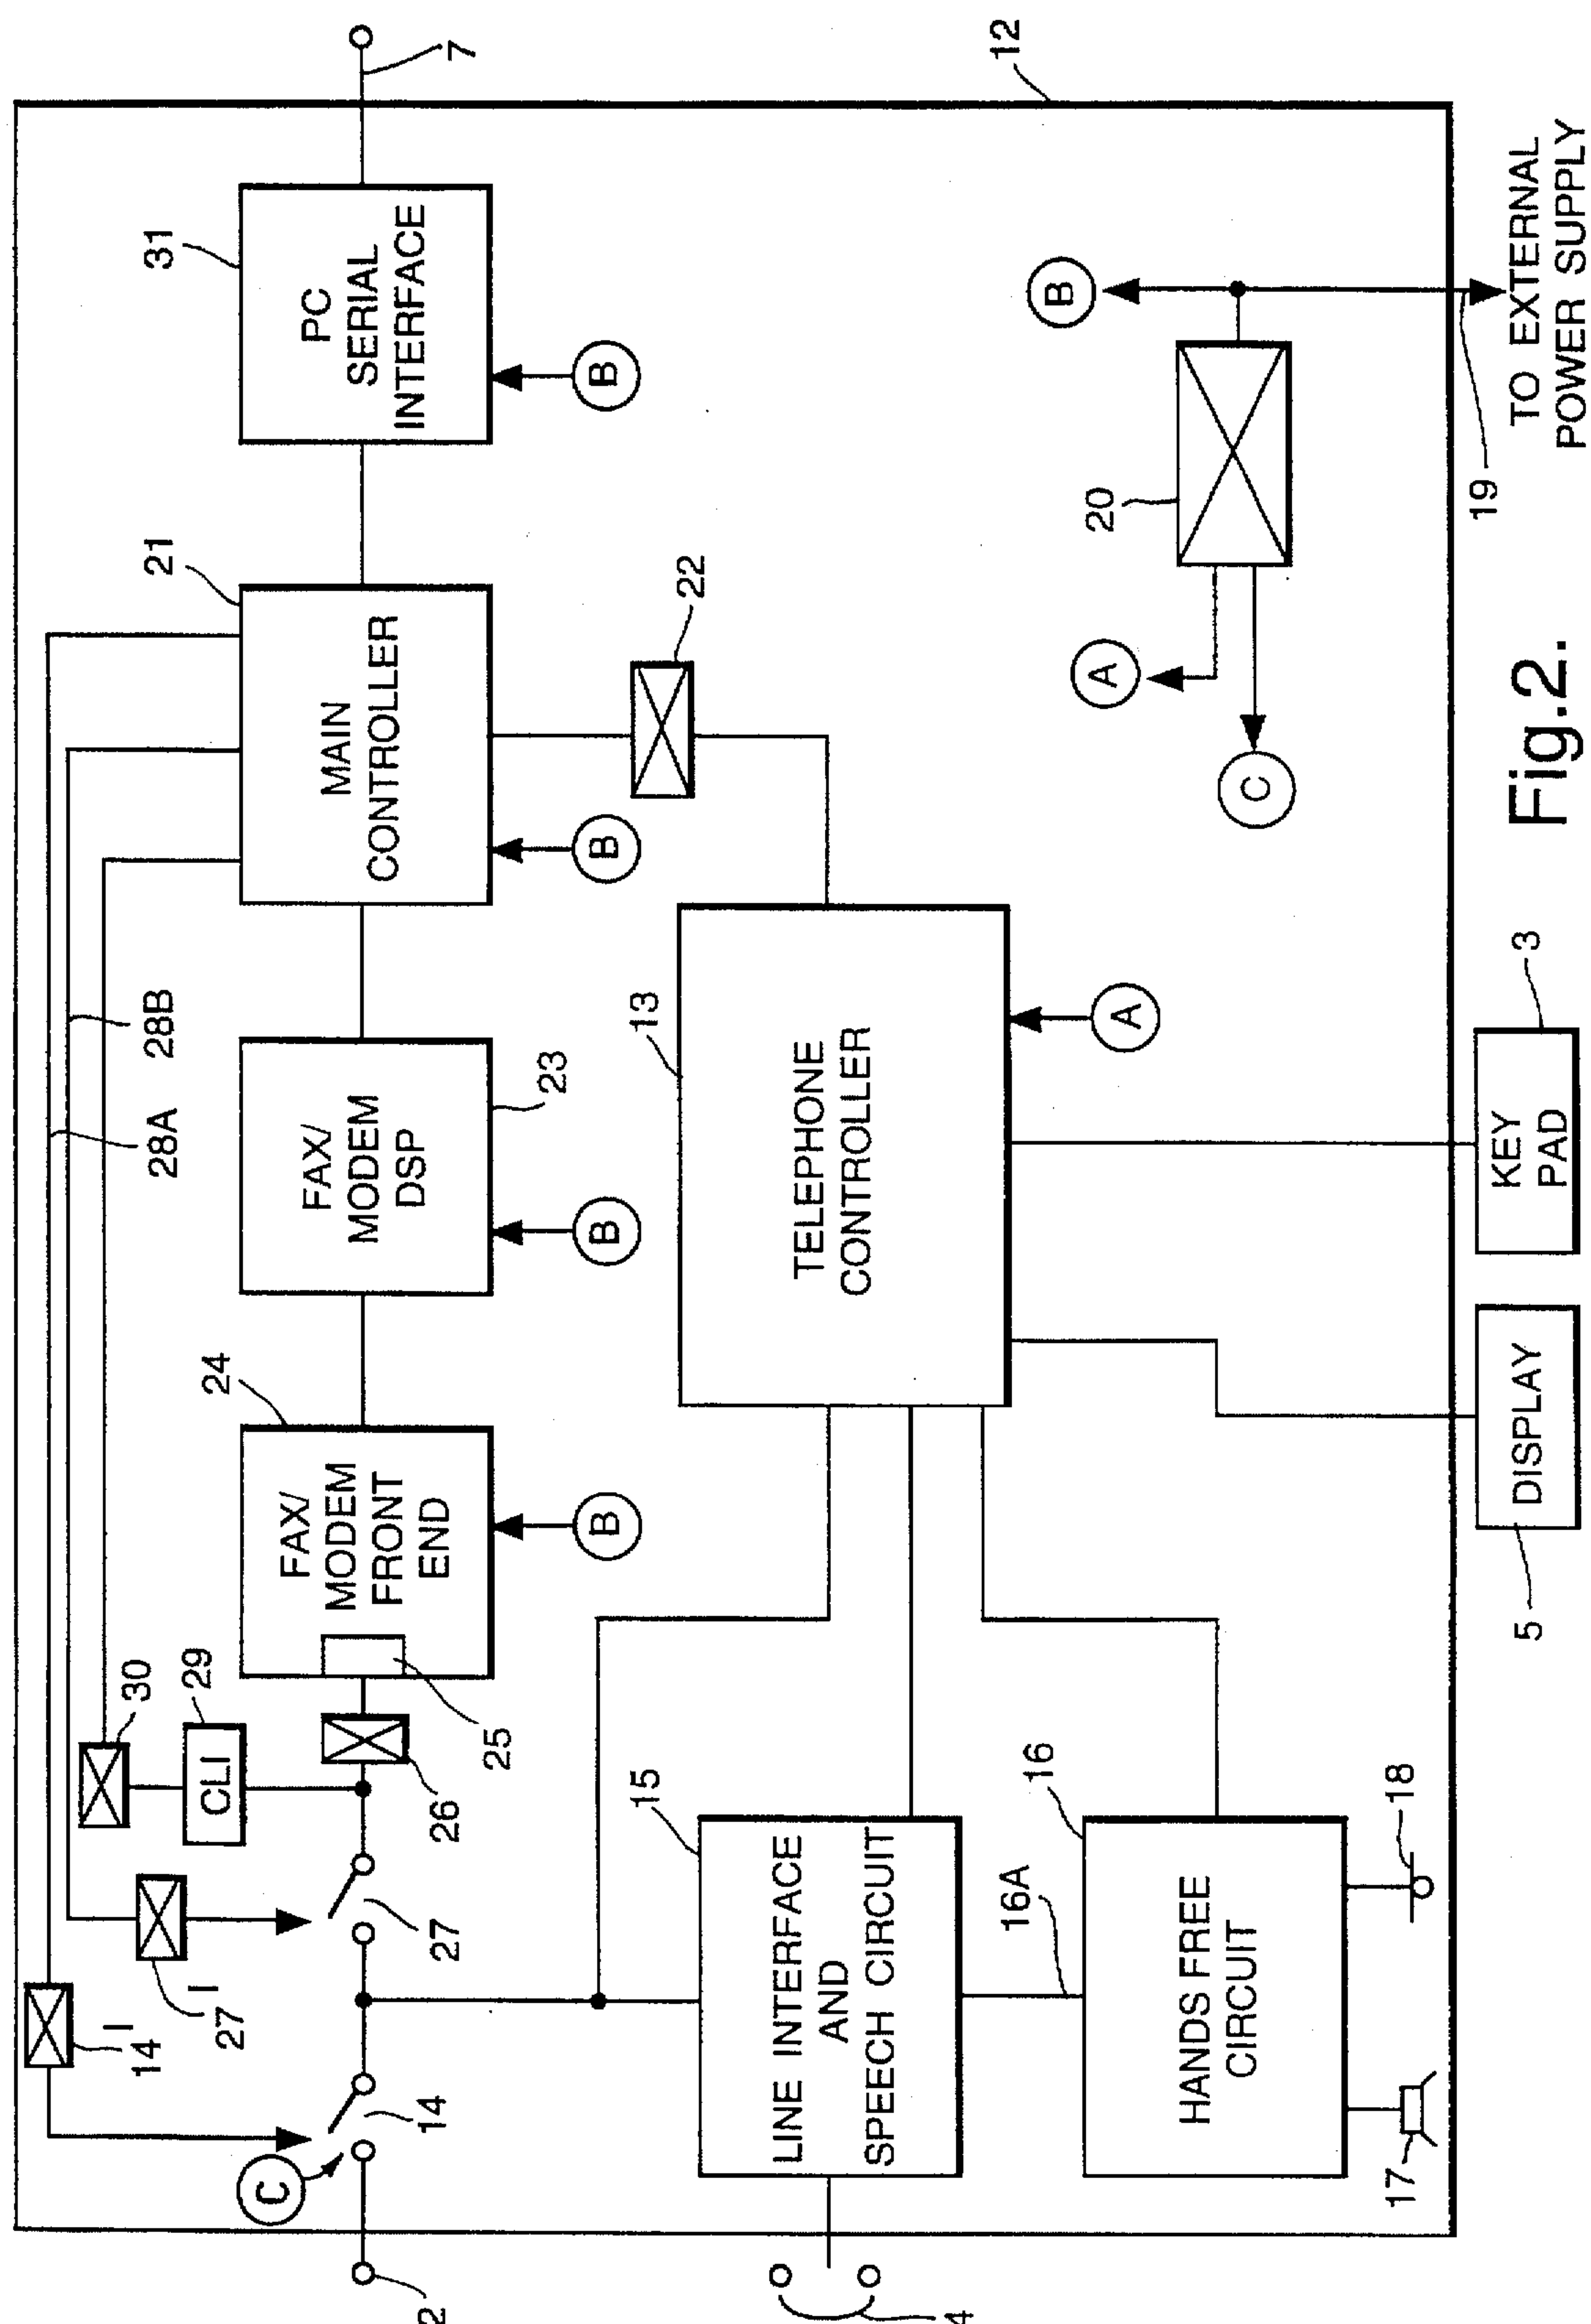 28A
28B
14 I
27 I
30
CLI
29
24
FAX/
MODEM
FRONT
END
25
26
23
FAX/
MODEM
DSP
21
MAIN
CONTROLLER
31
PC
SERIAL
INTERFACE
7
12
2
C
14
27
B
B
B
B
22
13
TELEPHONE
CONTROLLER
A
15
LINE INTERFACE
AND
SPEECH CIRCUIT
4
16A
16
HANDS FREE
CIRCUIT
17
18
20
A
B
C
19
TO EXTERNAL
POWER SUPPLY
5
DISPLAY
KEY
PAD
3
Fig.2.